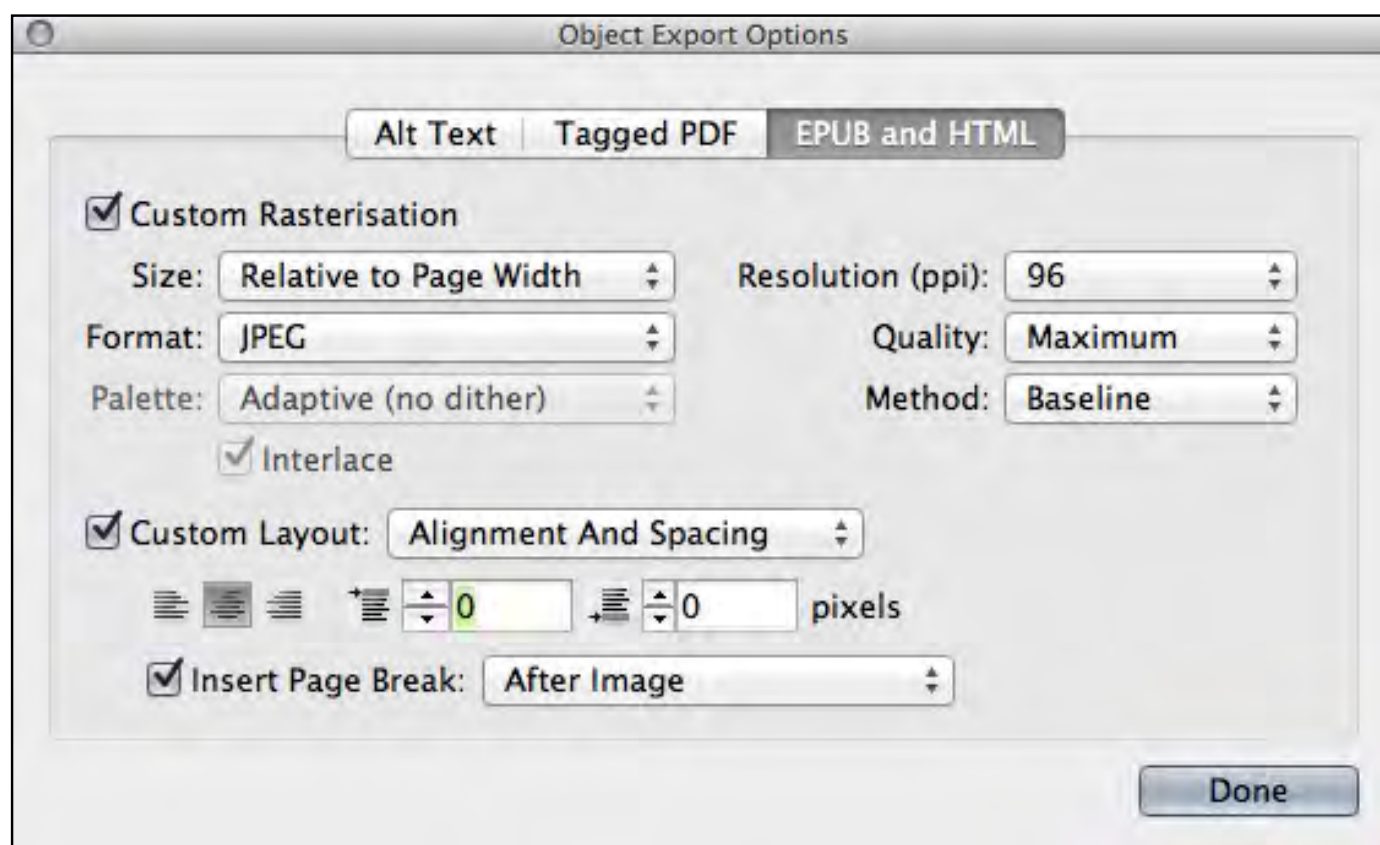 Object Export Options
Alt Text Tagged PDF EPUB and HTML
Custom Rasterisation
Size: Relative to Page Width Resolution (ppi): 96
Format: JPEG Quality: Maximum
Palette: Adaptive (no dither) Method: Baseline
Interlace
Custom Layout: Alignment And Spacing
0 0 pixels
Insert Page Break: After Image
Done